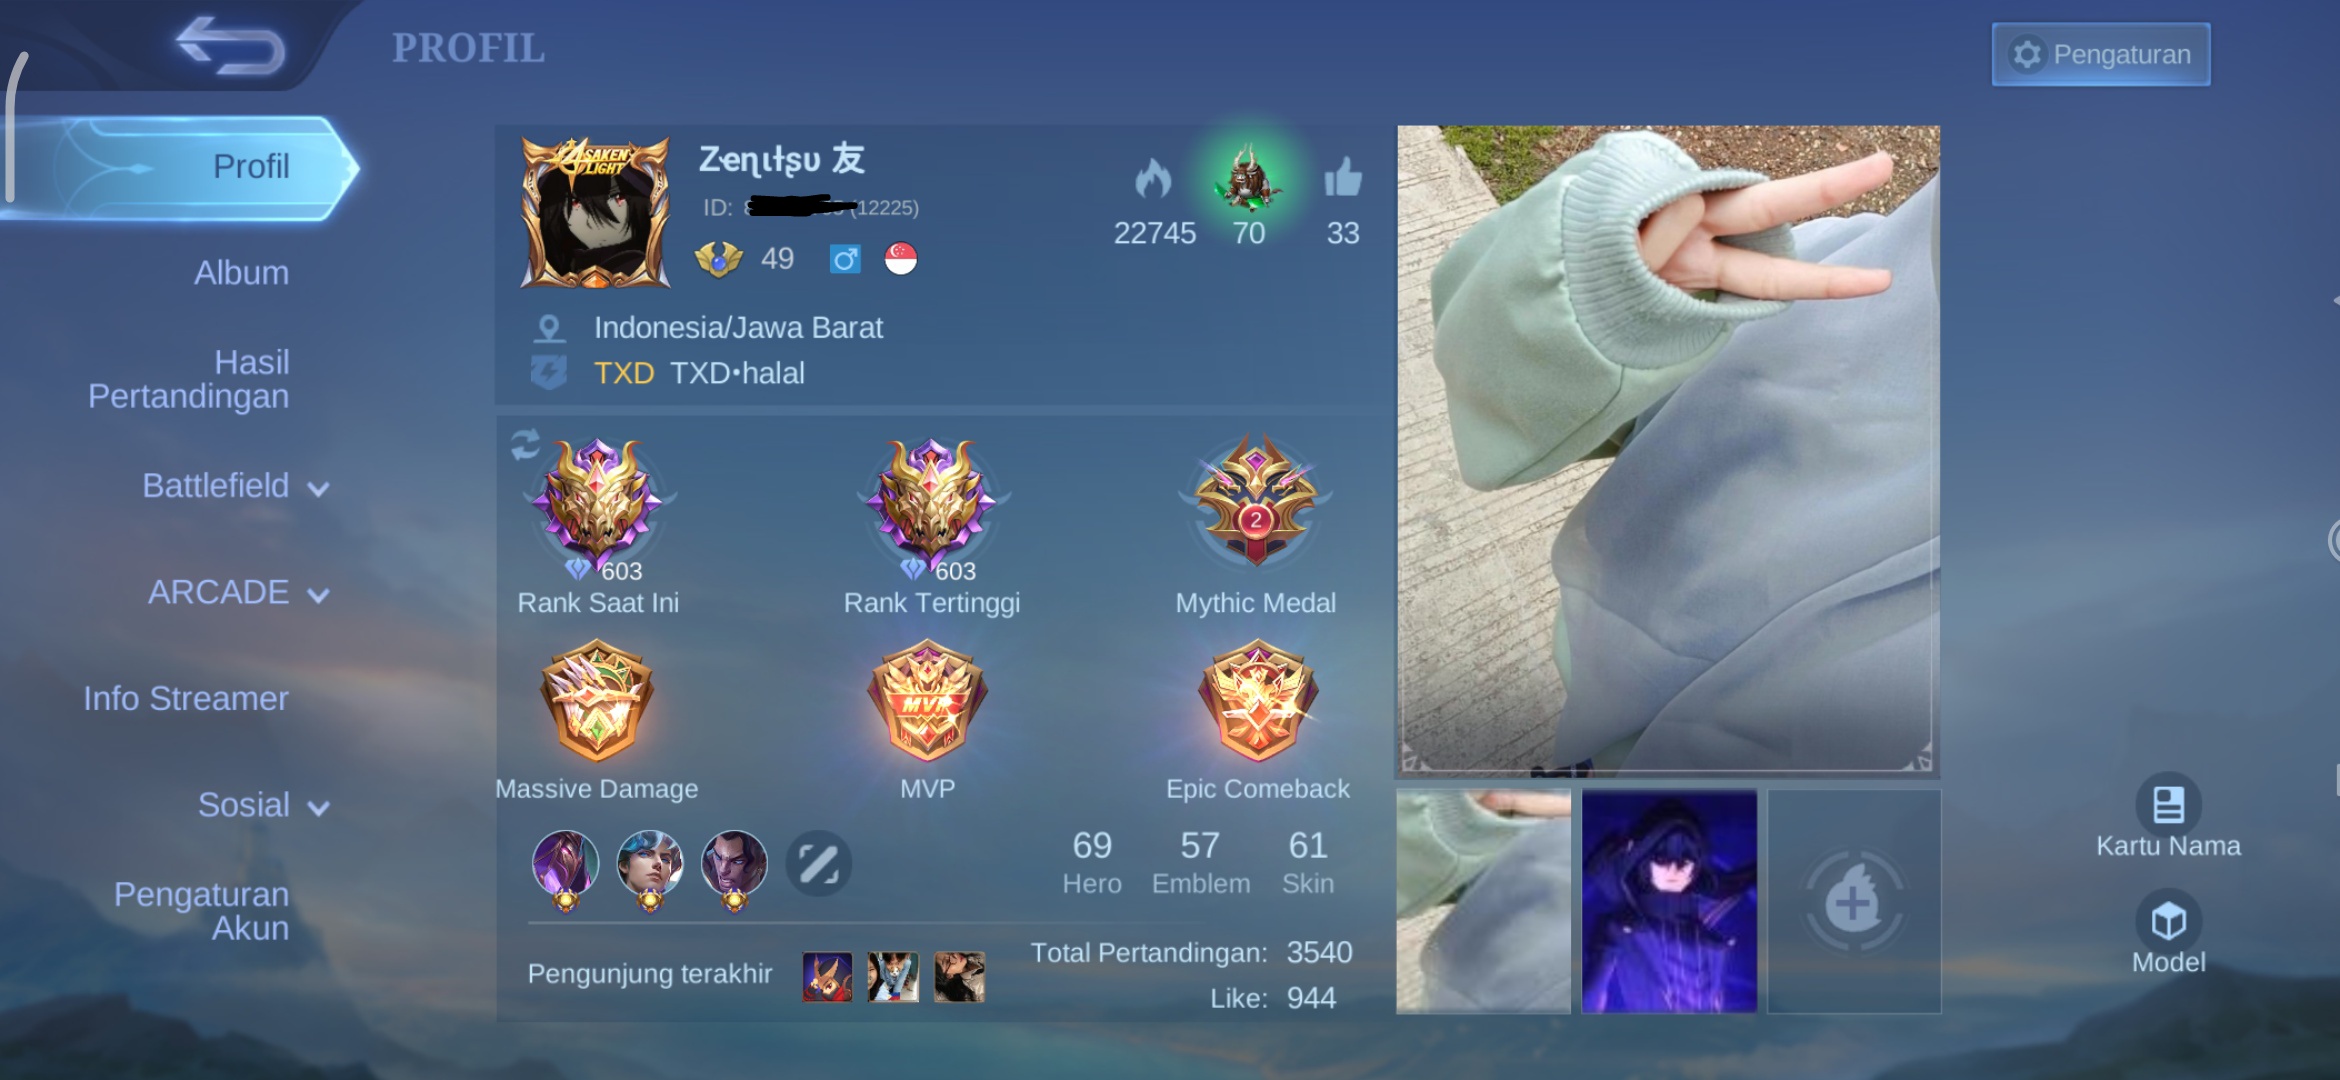 PROFIL
Pengaturan
Profil
Album
Hasil
Pertandingan
Battlefield
ARCADE
Info Streamer
Sosial
Pengaturan
Akun
Zenitsu 友
ID:
(12225)
49
22745
70
33
Indonesia/Jawa Barat
TXD TXD•halal
603
Rank Saat Ini
603
Rank Tertinggi
2
Mythic Medal
Massive Damage
MVP
MVP
Epic Comeback
69
Hero
57
Emblem
61
Skin
Pengunjung terakhir
Total Pertandingan: 3540
Like: 944
Kartu Nama
Model